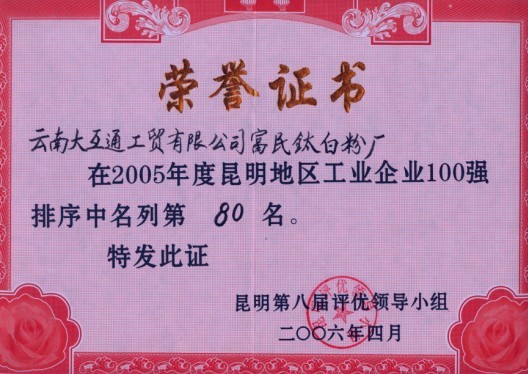 荣誉证书
云南大互通工贸有限公司富民钛白粉厂
在2005年度昆明地区工业企业100强
排序中名列第 80 名。
特发此证
昆明第八届评优领导小组
二〇〇六年四月